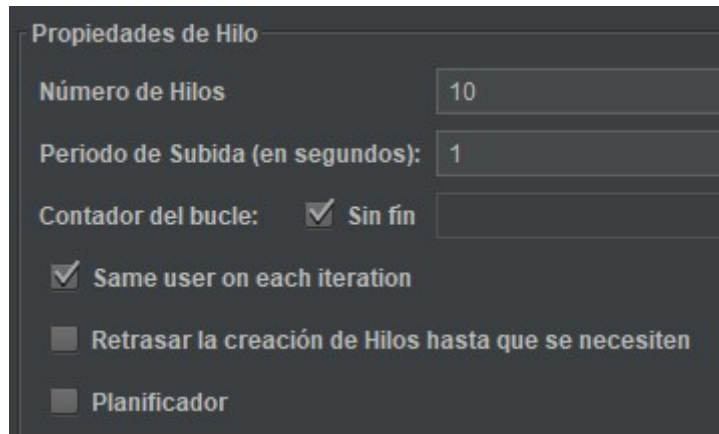 Propiedades de Hilo
Número de Hilos 10
Periodo de Subida (en segundos): 1
Contador del bucle: Sin fin
Same user on each iteration
Retrasar la creación de Hilos hasta que se necesiten
Planificador